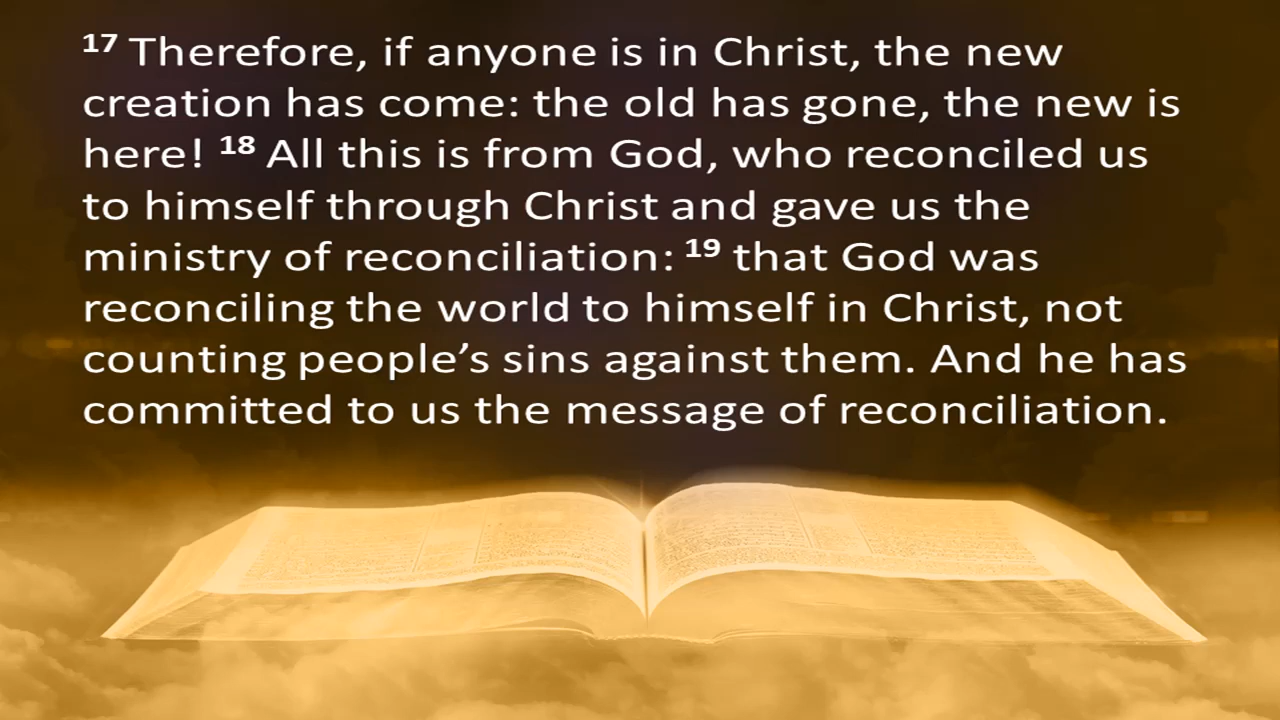 17 Therefore, if anyone is in Christ, the new
creation has come: the old has gone, the new is
here! 18 All this is from God, who reconciled us
to himself through Christ and gave us the
ministry of reconciliation: 19 that God was
reconciling the world to himself in Christ, not
counting people’s sins against them. And he has
committed to us the message of reconciliation.